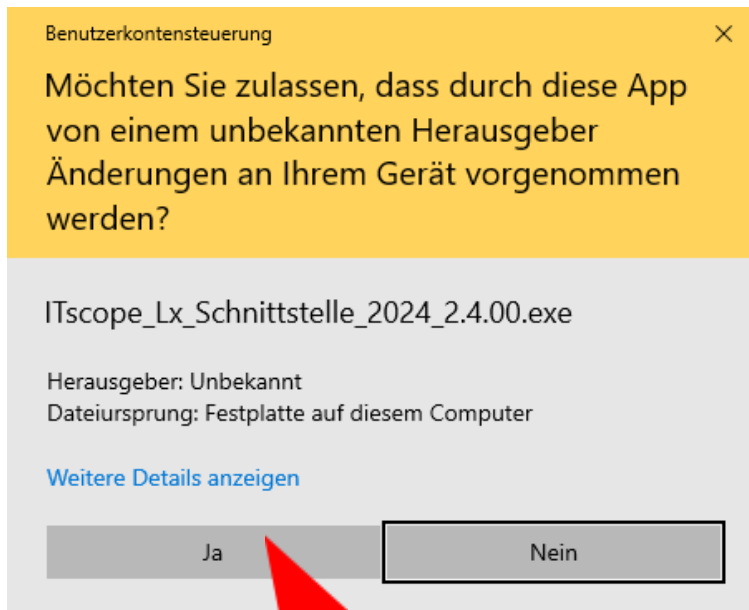 Benutzerkontensteuerung
Möchten Sie zulassen, dass durch diese App
von einem unbekannten Herausgeber
Änderungen an Ihrem Gerät vorgenommen
werden?
ITscope_Lx_Schnittstelle_2024_2.4.00.exe
Herausgeber: Unbekannt
Dateiursprung: Festplatte auf diesem Computer
Weitere Details anzeigen
Ja Nein